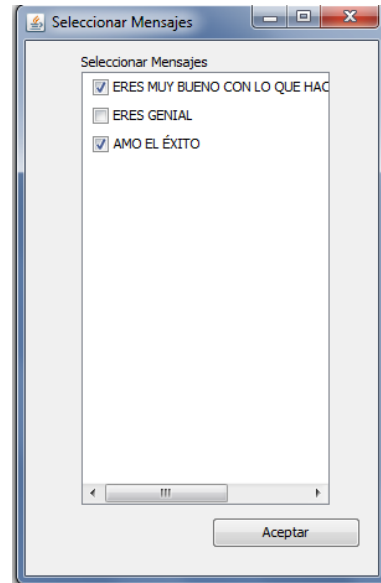 Seleccionar Mensajes
Seleccionar Mensajes
ERES MUY BUENO CON LO QUE HAC
ERES GENIAL
AMO EL ÉXITO
Aceptar